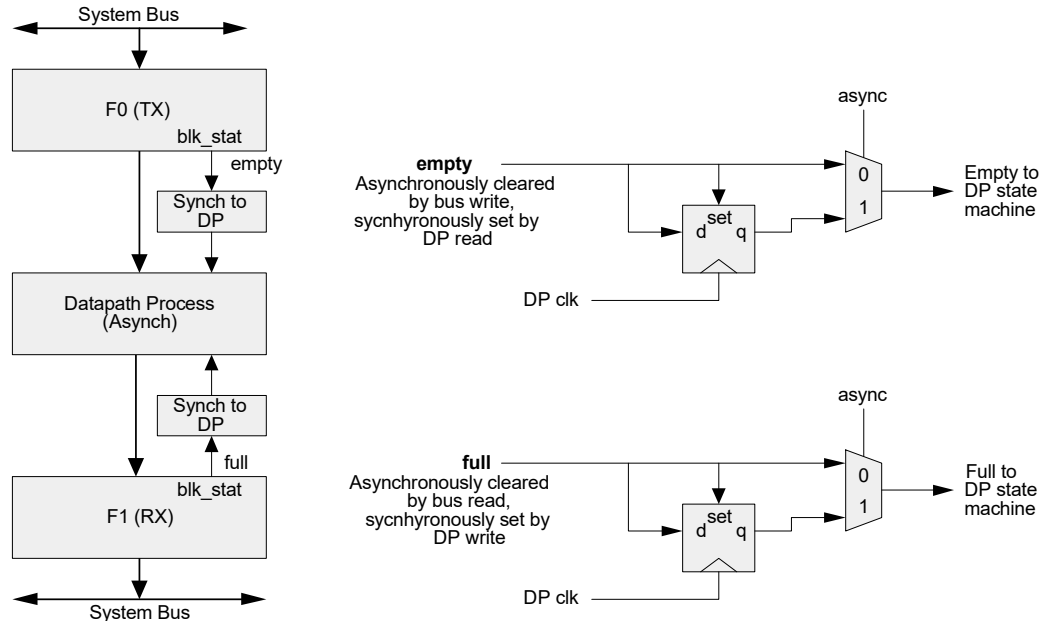 System Bus
F0 (TX)
blk_stat
empty
Synch to
DP
Datapath Process
(Asynch)
Synch to
DP
full
blk_stat
F1 (RX)
System Bus
async
empty
Asynchronously cleared
by bus write,
sycnhyronously set by
DP read
0
1
set
d
q
DP clk
Empty to
DP state
machine
async
full
Asynchronously cleared
by bus read,
sycnhyronously set by
DP write
0
1
set
d
q
DP clk
Full to
DP state
machine